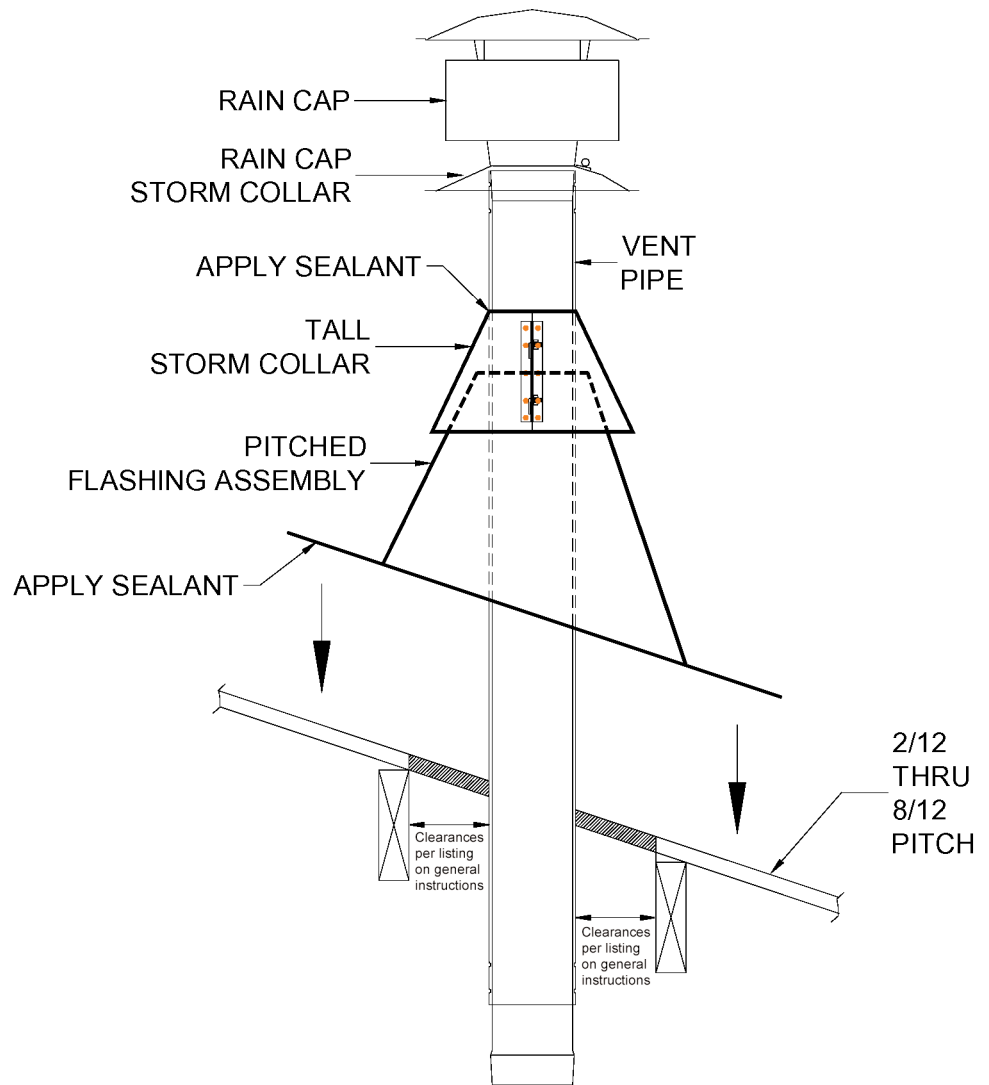 RAIN CAP
RAIN CAP
STORM COLLAR
VENT
PIPE
APPLY SEALANT
TALL
STORM COLLAR
PITCHED
FLASHING ASSEMBLY
APPLY SEALANT
2/12
THRU
8/12
PITCH
Clearances
per listing
on general
instructions
Clearances
per listing
on general
instructions